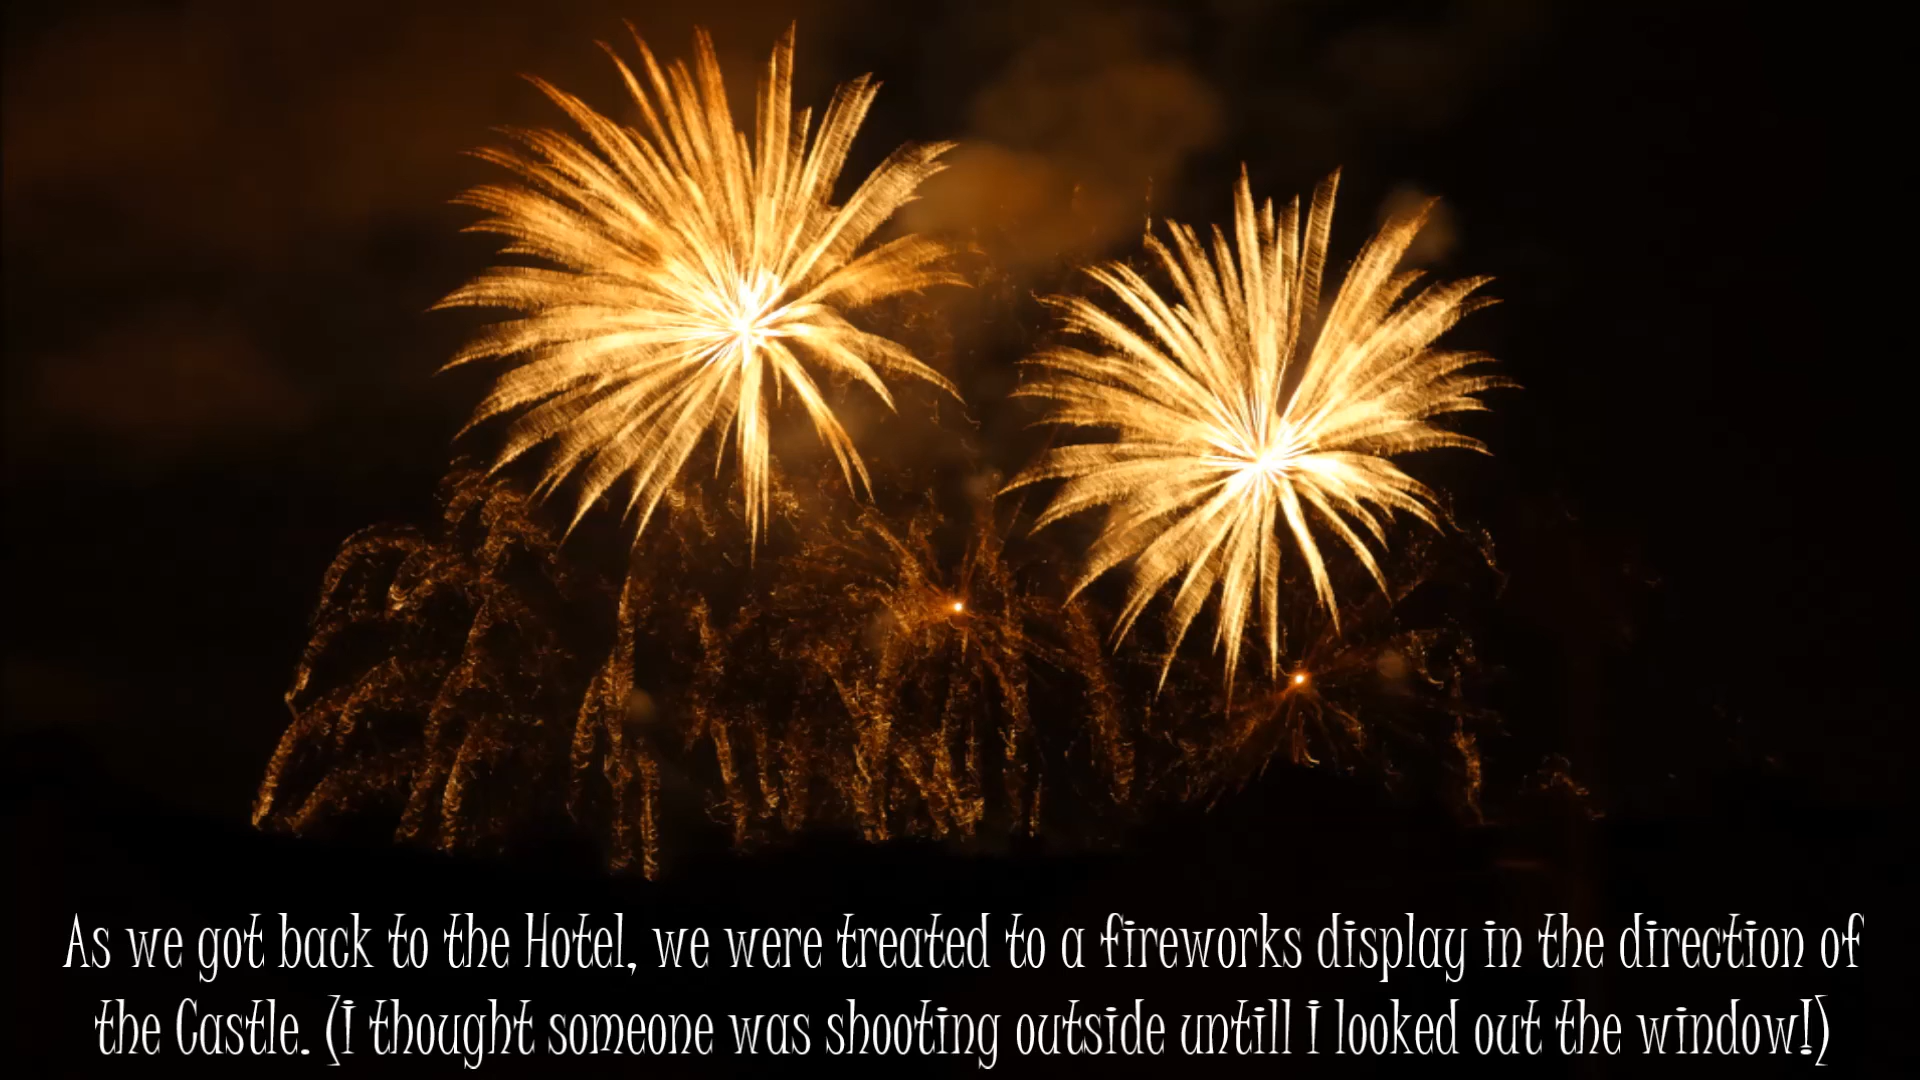 As we got back to the Hotel, we were treated to a fireworks display in the direction of
the Castle. (I thought someone was shooting outside untill I looked out the window!)